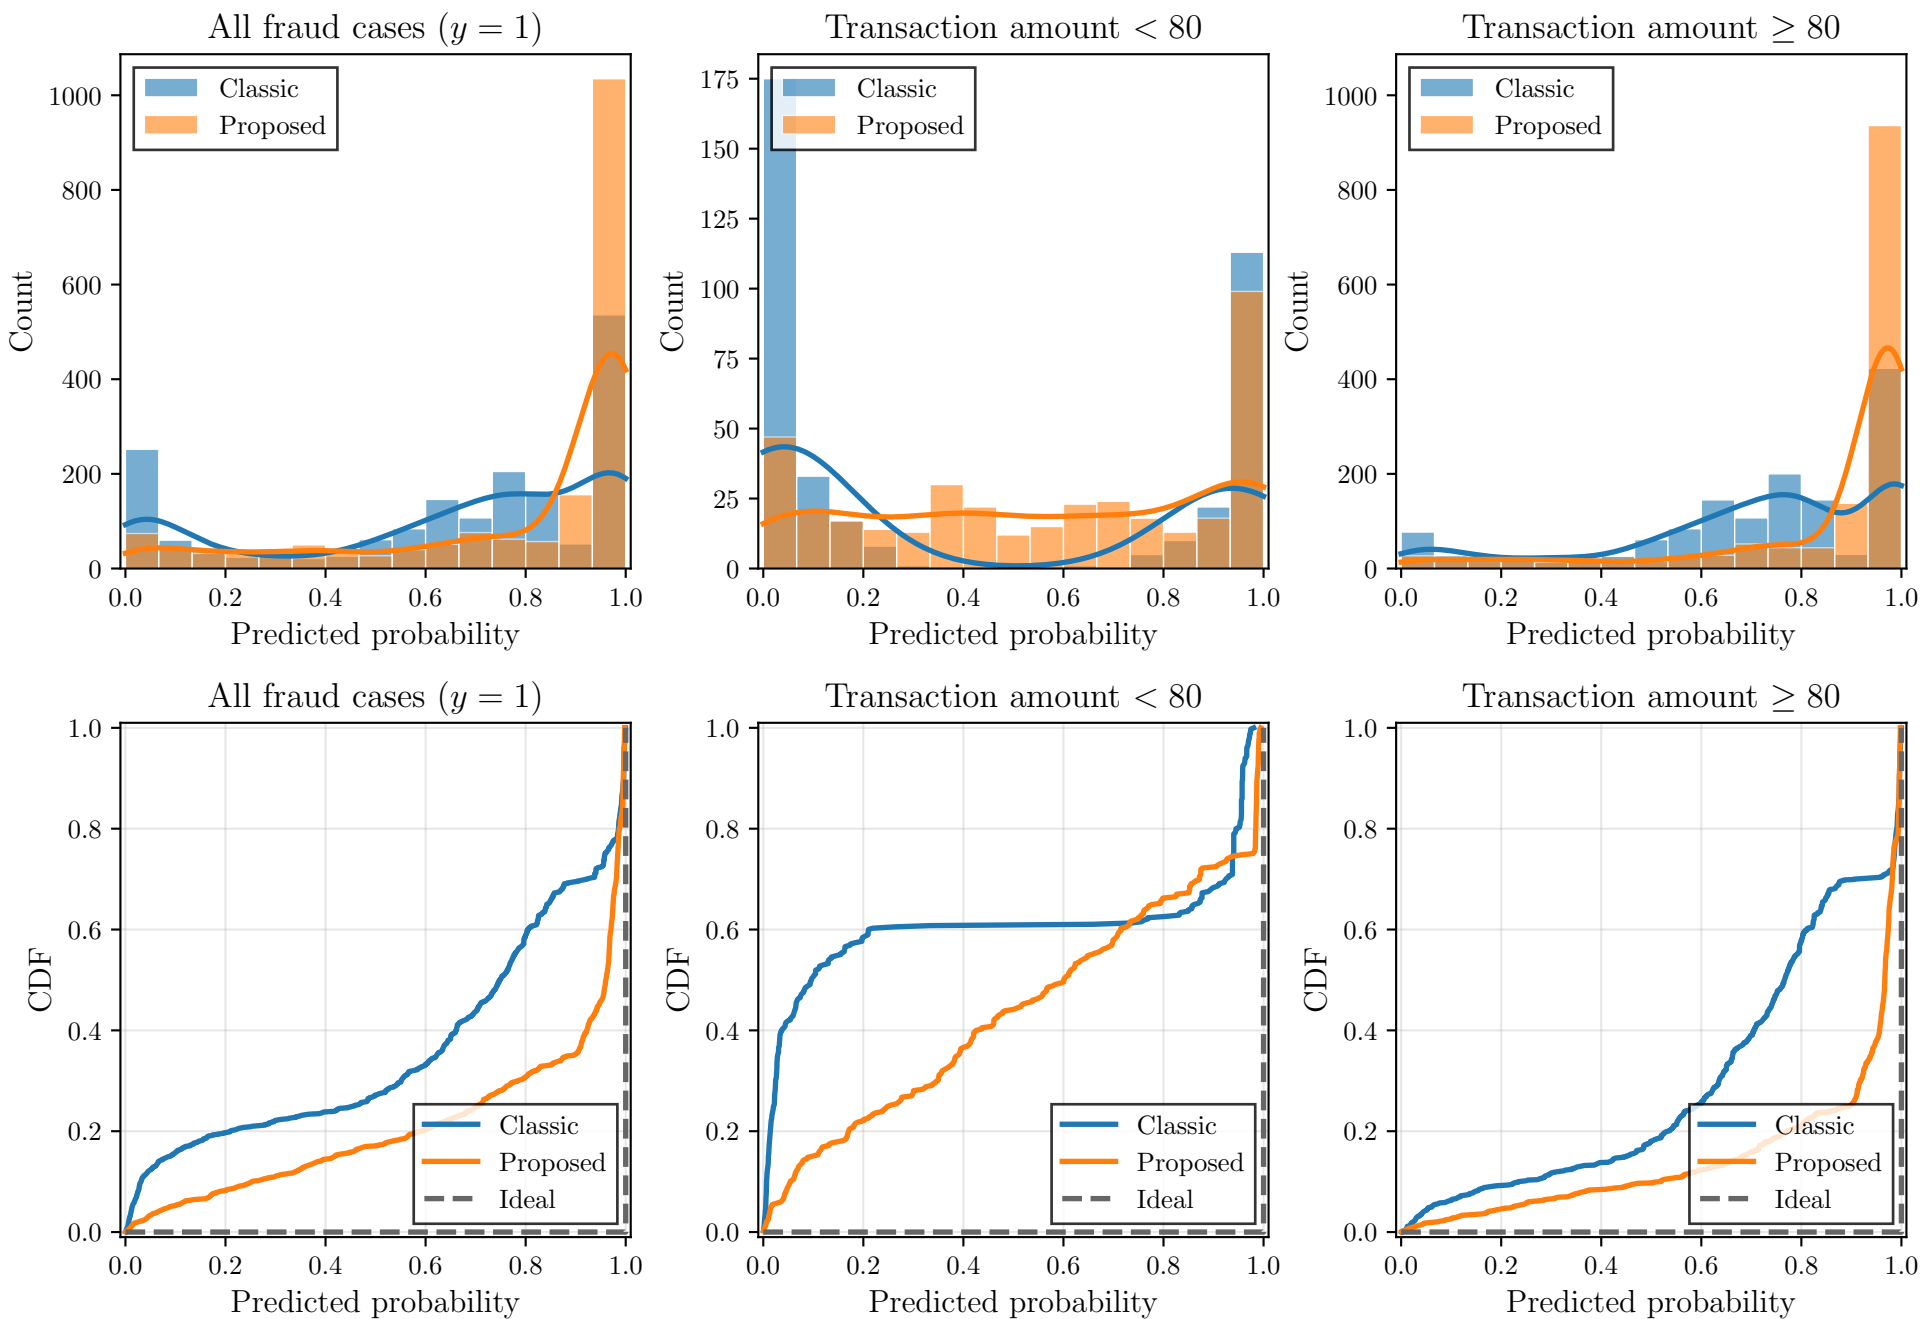 All fraud cases (y = 1)
Classic
Proposed
Count
1000
800
600
400
200
0
0.0 0.2 0.4 0.6 0.8 1.0
Predicted probability
Transaction amount < 80
Classic
Proposed
Count
175
150
125
100
75
50
25
0
0.0 0.2 0.4 0.6 0.8 1.0
Predicted probability
Transaction amount ≥ 80
Classic
Proposed
Count
1000
800
600
400
200
0
0.0 0.2 0.4 0.6 0.8 1.0
Predicted probability
All fraud cases (y = 1)
CDF
1.0
0.8
0.6
0.4
0.2
0.0
Classic
Proposed
Ideal
0.0 0.2 0.4 0.6 0.8 1.0
Predicted probability
Transaction amount < 80
CDF
1.0
0.8
0.6
0.4
0.2
0.0
Classic
Proposed
Ideal
0.0 0.2 0.4 0.6 0.8 1.0
Predicted probability
Transaction amount ≥ 80
CDF
1.0
0.8
0.6
0.4
0.2
0.0
Classic
Proposed
Ideal
0.0 0.2 0.4 0.6 0.8 1.0
Predicted probability